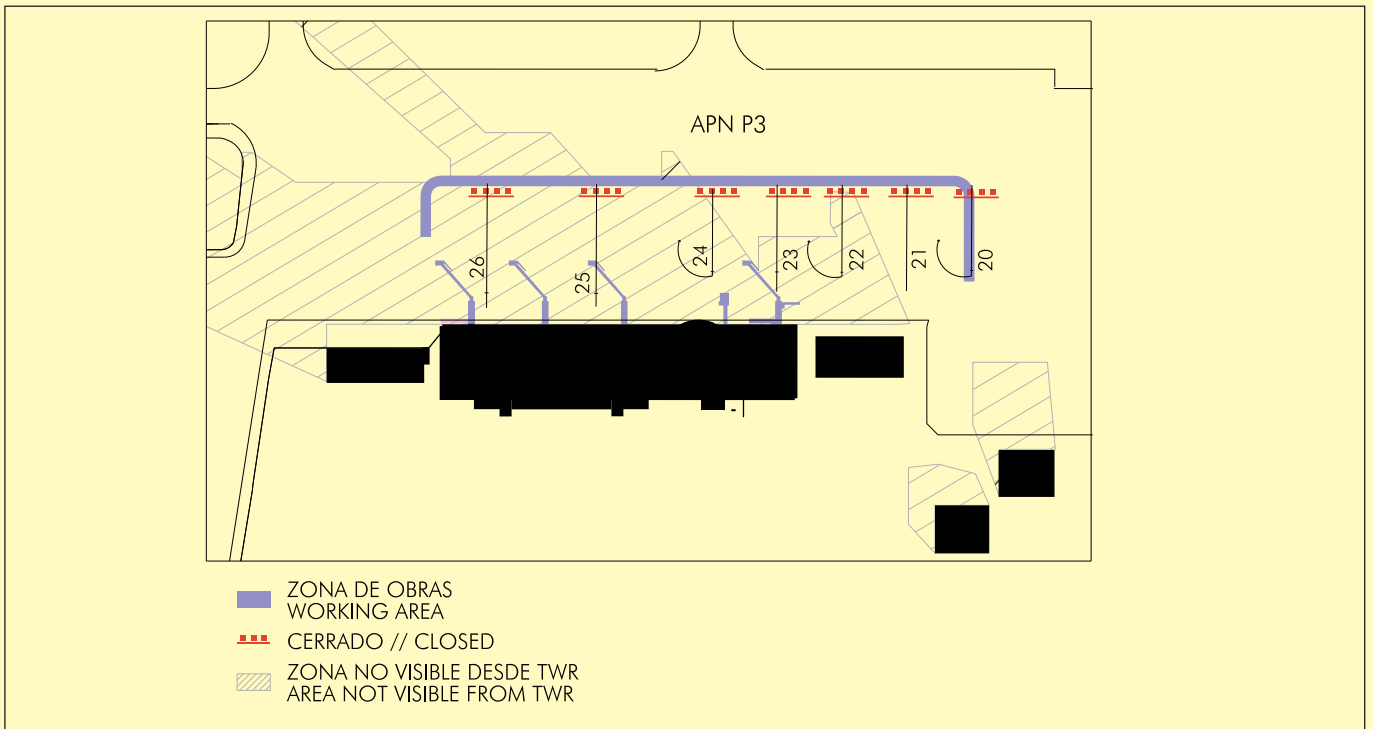 APN P3
26
25
24
23
22
21
20
ZONA DE OBRAS
WORKING AREA
CERRADO // CLOSED
ZONA NO VISIBLE DESDE TWR
AREA NOT VISIBLE FROM TWR